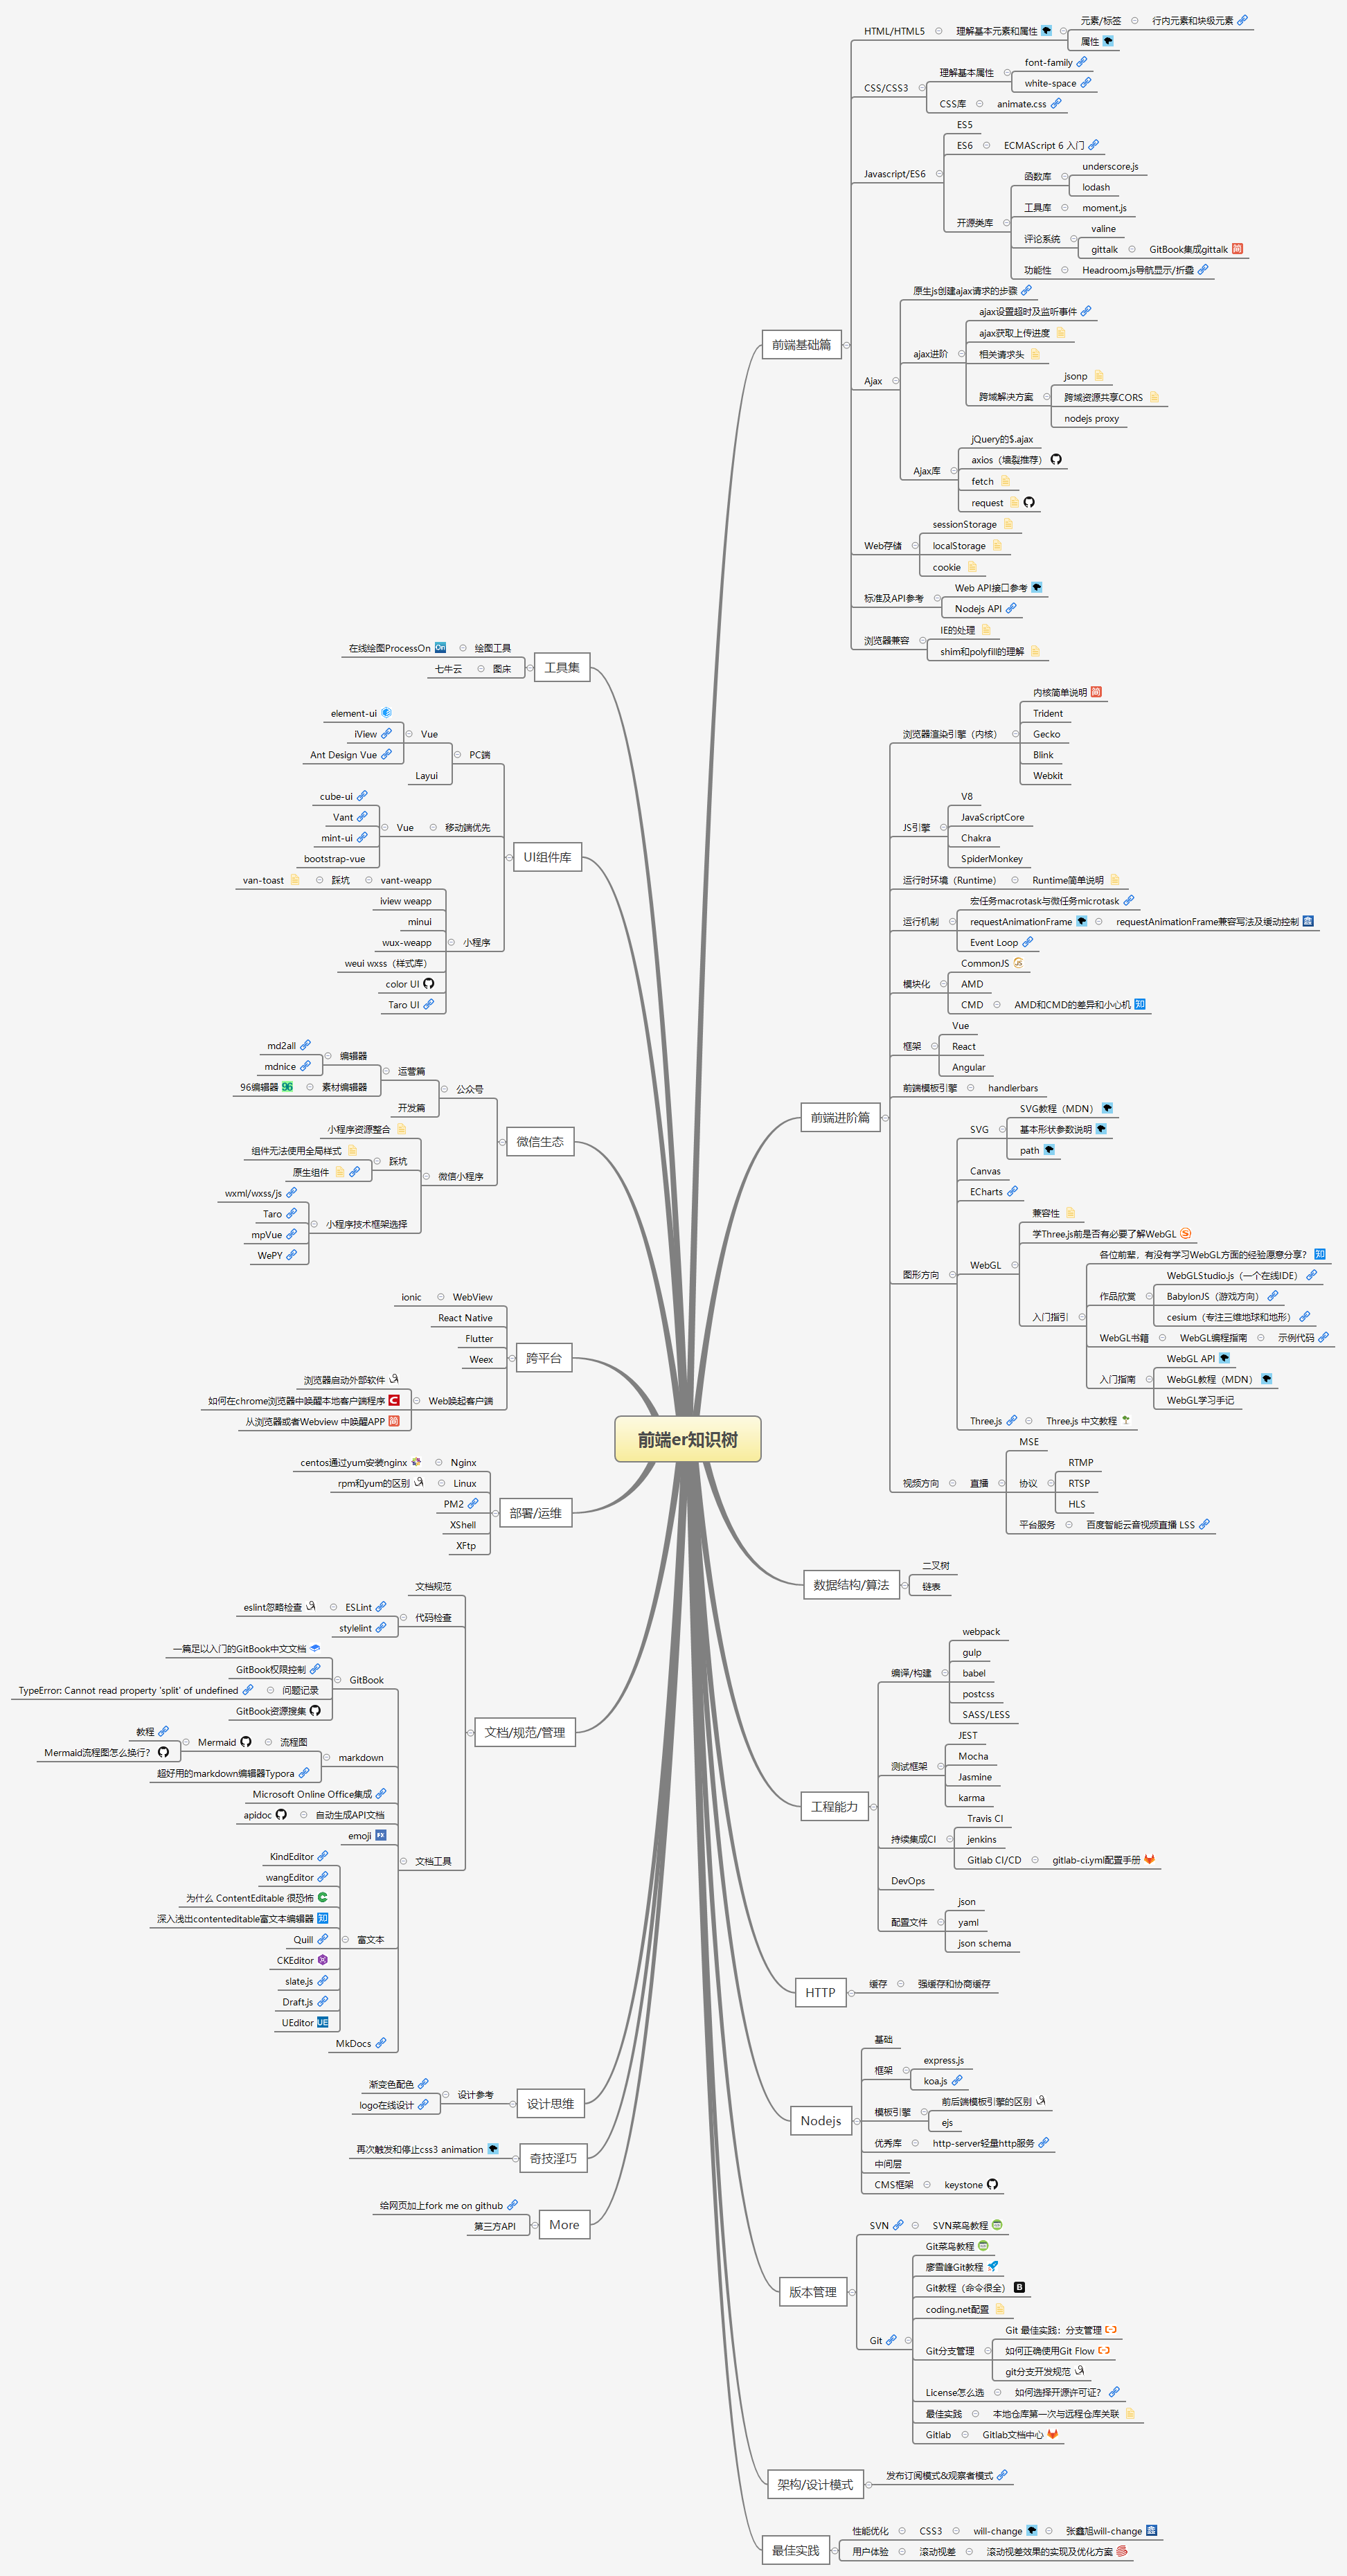 前端er知识树
前端基础篇
HTML/HTML5
理解基本元素和属性
元素/标签
行内元素和块级元素
属性
CSS/CSS3
理解基本属性
font-family
white-space
CSS库
animate.css
Javascript/ES6
ES5
ES6
ECMAScript 6 入门
开源类库
函数库
underscore.js
lodash
工具库
moment.js
评论系统
valine
gittalk
GitBook集成gittalk
功能性
Headroom.js导航显示/折叠
Ajax
原生js创建ajax请求的步骤
ajax进阶
ajax设置超时及监听事件
ajax获取上传进度
相关请求头
跨域解决方案
jsonp
跨域资源共享CORS
nodejs proxy
Ajax库
jQuery的$.ajax
axios（墙裂推荐）
fetch
request
Web存储
sessionStorage
localStorage
cookie
标准及API参考
Web API接口参考
Nodejs API
浏览器兼容
IE的处理
shim和polyfill的理解
前端进阶篇
浏览器渲染引擎（内核）
内核简单说明
Trident
Gecko
Blink
Webkit
JS引擎
V8
JavaScriptCore
Chakra
SpiderMonkey
运行时环境（Runtime）
Runtime简单说明
运行机制
宏任务macrotask与微任务microtask
requestAnimationFrame
requestAnimationFrame兼容写法及缓动控制
Event Loop
模块化
CommonJS
AMD
CMD
AMD和CMD的差异和小心机
框架
Vue
React
Angular
前端模板引擎
handlerbars
图形方向
SVG
SVG教程（MDN）
基本形状参数说明
path
Canvas
ECharts
WebGL
兼容性
学Three.js前是否有必要了解WebGL
入门指引
各位前辈，有没有学习WebGL方面的经验愿意分享？
作品欣赏
WebGLStudio.js（一个在线IDE）
BabylonJS（游戏方向）
cesium（专注三维地球和地形）
WebGL书籍
WebGL编程指南
示例代码
入门指南
WebGL API
WebGL教程（MDN）
WebGL学习手记
Three.js
Three.js 中文教程
视频方向
直播
MSE
协议
RTMP
RTSP
HLS
平台服务
百度智能云音视频直播 LSS
数据结构/算法
二叉树
链表
工程能力
编译/构建
webpack
gulp
babel
postcss
SASS/LESS
测试框架
JEST
Mocha
Jasmine
karma
持续集成CI
Travis CI
jenkins
Gitlab CI/CD
gitlab-ci.yml配置手册
DevOps
配置文件
json
yaml
json schema
HTTP
缓存
强缓存和协商缓存
Nodejs
基础
框架
express.js
koa.js
模板引擎
前后端模板引擎的区别
ejs
优秀库
http-server轻量http服务
中间层
CMS框架
keystone
版本管理
SVN
SVN菜鸟教程
Git
Git菜鸟教程
廖雪峰Git教程
Git教程（命令很全）
coding.net配置
Git分支管理
Git 最佳实践：分支管理
如何正确使用Git Flow
git分支开发规范
License怎么选
如何选择开源许可证？
最佳实践
本地仓库第一次与远程仓库关联
Gitlab
Gitlab文档中心
架构/设计模式
发布订阅模式&观察者模式
最佳实践
性能优化
CSS3
will-change
张鑫旭will-change
用户体验
滚动视差
滚动视差效果的实现及优化方案
工具集
绘图工具
在线绘图ProcessOn
图床
七牛云
UI组件库
PC端
Vue
element-ui
iView
Ant Design Vue
Layui
移动端优先
Vue
cube-ui
Vant
mint-ui
bootstrap-vue
小程序
vant-weapp
踩坑
van-toast
iview weapp
minui
wux-weapp
weui wxss（样式库）
color UI
Taro UI
微信生态
公众号
运营篇
编辑器
md2all
mdnice
素材编辑器
96编辑器
开发篇
微信小程序
小程序资源整合
踩坑
组件无法使用全局样式
原生组件
小程序技术框架选择
wxml/wxss/js
Taro
mpVue
WePY
跨平台
WebView
ionic
React Native
Flutter
Weex
Web唤起客户端
浏览器启动外部软件
如何在chrome浏览器中唤醒本地客户端程序
从浏览器或者Webview 中唤醒APP
部署/运维
Nginx
centos通过yum安装nginx
Linux
rpm和yum的区别
PM2
XShell
XFtp
文档/规范/管理
文档规范
代码检查
ESLint
eslint忽略检查
stylelint
文档工具
GitBook
一篇足以入门的GitBook中文文档
GitBook权限控制
问题记录
TypeError: Cannot read property 'split' of undefined
GitBook资源搜集
markdown
流程图
Mermaid
教程
Mermaid流程图怎么换行？
超好用的markdown编辑器Typora
Microsoft Online Office集成
自动生成API文档
apidoc
emoji
富文本
KindEditor
wangEditor
为什么 ContentEditable 很恐怖
深入浅出contenteditable富文本编辑器
Quill
CKEditor
slate.js
Draft.js
UEditor
MkDocs
设计思维
设计参考
渐变色配色
logo在线设计
奇技淫巧
再次触发和停止css3 animation
More
给网页加上fork me on github
第三方API